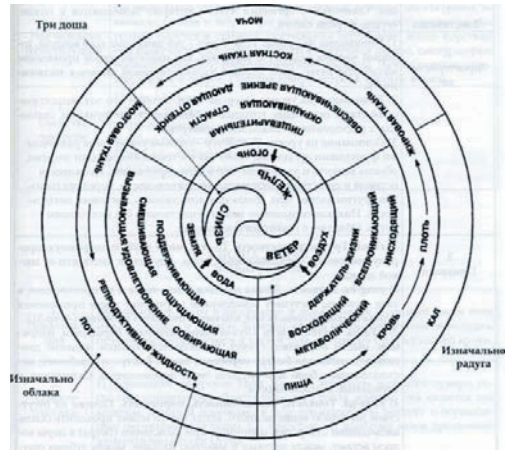 Три доша
МОЧА
КОСТНАЯ ТКАНЬ
МОЗГОВАЯ ТКАНЬ
ЖИРОВАЯ ТКАНЬ
ОБЕСПЕЧИВАЮЩАЯ ЗРЕНИЕ
ДАЮЩАЯ ОТТЕНОК
ОКРАШИВАЮЩАЯ
СТРАСТИ
ПИЩЕВАРИТЕЛЬНАЯ
ОГОНЬ
ЖЕЛЧЬ
СЛИЗЬ
ВЕТЕР
ЗЕМЛЯ
ВОДА
ВОЗДУХ
ПОДДЕРЖИВАЮЩАЯ
СМЕШИВАЮЩАЯ
ОЩУЩАЮЩАЯ
ВЫЗЫВАЮЩАЯ УДОВЛЕТВОРЕНИЕ
СОБИРАЮЩАЯ
ДЕРЖАТЕЛЬ ЖИЗНИ
ВОСХОДЯЩИЙ
ВСЕПРОНИКАЮЩИЙ
МЕТАБОЛИЧЕСКИЙ
НИСХОДЯЩИЙ
ПЛОТЬ
КРОВЬ
ПИЩА
РЕПРОДУКТИВНАЯ ЖИДКОСТЬ
КАЛ
ПОТ
Изначально
радуга
Изначально
облака